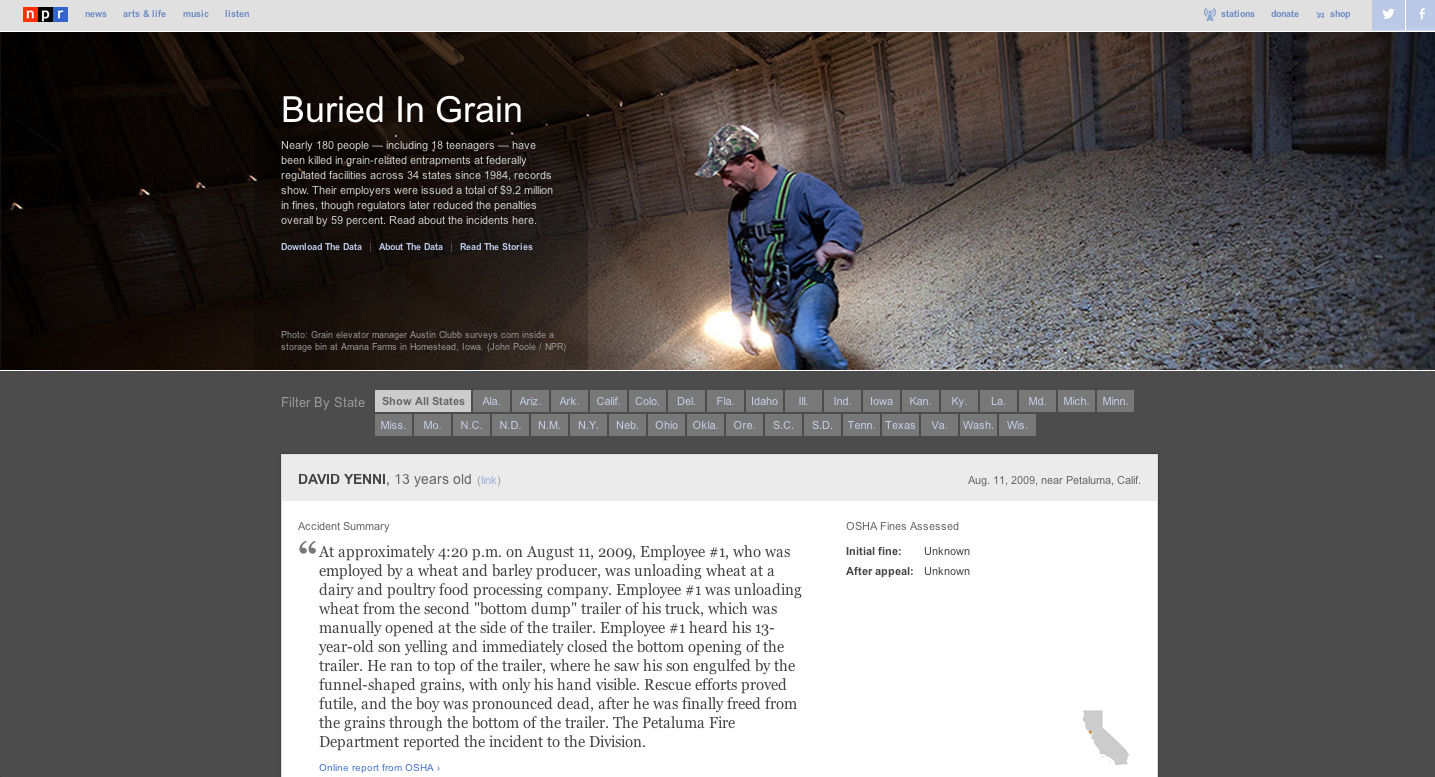 npr news arts & life music listen stations donate shop
Buried In Grain
Nearly 180 people — including 18 teenagers — have
been killed in grain-related entrapments at federally
regulated facilities across 34 states since 1984, records
show. Their employers were issued a total of $9.2 million
in fines, though regulators later reduced the penalties
overall by 59 percent. Read about the incidents here.
Download The Data | About The Data | Read The Stories
Photo: Grain elevator manager Austin Clubb surveys corn inside a
storage bin at Amana Farms in Homestead, Iowa. (John Poole / NPR)
Filter By State Show All States Ala. Ariz. Ark. Calif. Colo. Del. Fla. Idaho Ill. Ind. Iowa Kan. Ky. La. Md. Mich. Minn.
Miss. Mo. N.C. N.D. N.M. N.Y. Neb. Ohio Okla. Ore. S.C. S.D. Tenn. Texas Va. Wash. Wis.
DAVID YENNI, 13 years old (link) Aug. 11, 2009, near Petaluma, Calif.
Accident Summary
“At approximately 4:20 p.m. on August 11, 2009, Employee #1, who was
employed by a wheat and barley producer, was unloading wheat at a
dairy and poultry food processing company. Employee #1 was unloading
wheat from the second "bottom dump" trailer of his truck, which was
manually opened at the side of the trailer. Employee #1 heard his 13-
year-old son yelling and immediately closed the bottom opening of the
trailer. He ran to top of the trailer, where he saw his son engulfed by the
funnel-shaped grains, with only his hand visible. Rescue efforts proved
futile, and the boy was pronounced dead, after he was finally freed from
the grains through the bottom of the trailer. The Petaluma Fire
Department reported the incident to the Division.
Online report from OSHA ›
OSHA Fines Assessed
Initial fine: Unknown
After appeal: Unknown